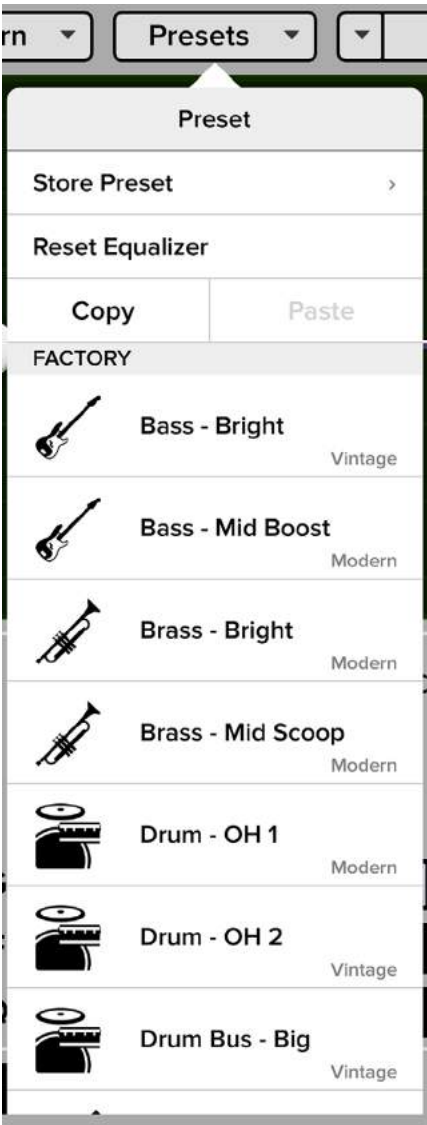 rn
Presets
Preset
Store Preset
Reset Equalizer
Copy
Paste
FACTORY
Bass - Bright
Vintage
Bass - Mid Boost
Modern
Brass - Bright
Modern
Brass - Mid Scoop
Modern
Drum - OH 1
Modern
Drum - OH 2
Vintage
Drum Bus - Big
Vintage